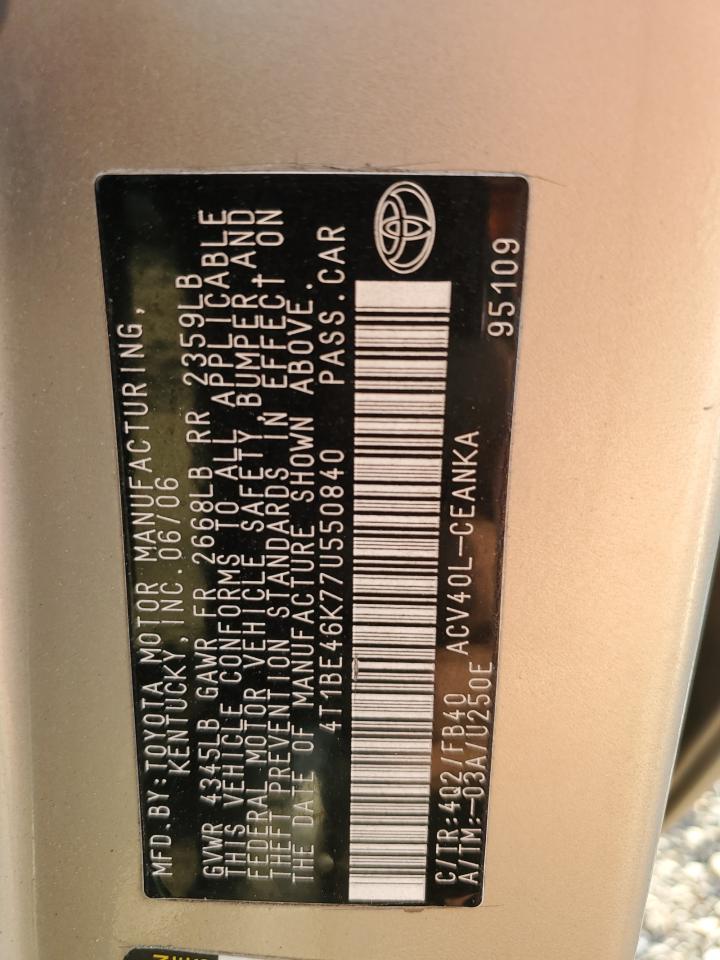 MFD.BY:TOYOTA MOTOR MANUFACTURING,
KENTUCKY,INC.06/06
GVWR 4345LB GAWR FR 2668LB RR 2359LB
THIS VEHICLE CONFORMS TO ALL APPLICABLE
FEDERAL MOTOR VEHICLE SAFETY,BUMPER AND
THEFT PREVENTION STANDARDS IN EFFECT ON
THE DATE OF MANUFACTURE SHOWN ABOVE.
4T1BE46K77U550840 PASS.CAR
C/TR:4Q2/FB40 ACV40L-CEANKA
A/TM:-03A/U250E 95109